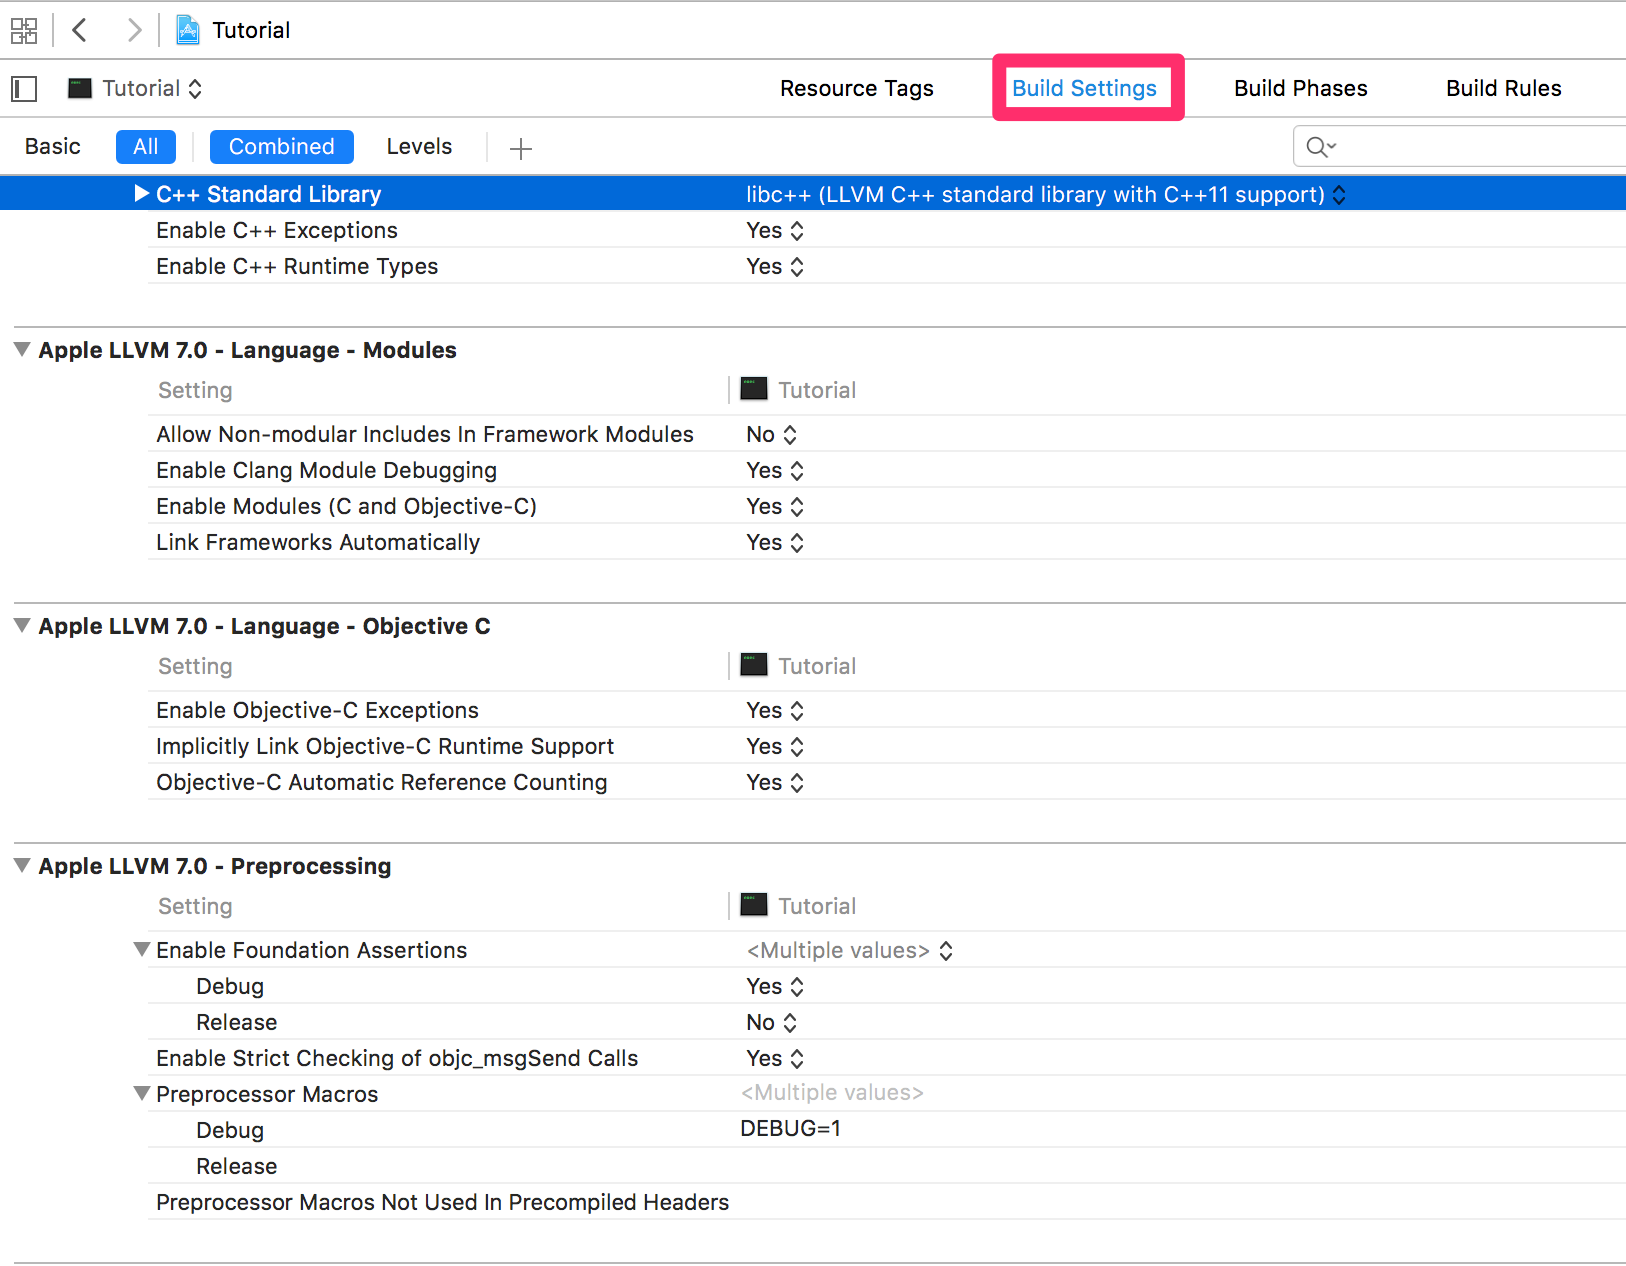 Tutorial
Tutorial Resource Tags Build Settings Build Phases Build Rules
Basic All Combined Levels
C++ Standard Library libc++ (LLVM C++ standard library with C++11 support)
Enable C++ Exceptions Yes
Enable C++ Runtime Types Yes
Apple LLVM 7.0 - Language - Modules
Setting Tutorial
Allow Non-modular Includes In Framework Modules No
Enable Clang Module Debugging Yes
Enable Modules (C and Objective-C) Yes
Link Frameworks Automatically Yes
Apple LLVM 7.0 - Language - Objective C
Setting Tutorial
Enable Objective-C Exceptions Yes
Implicitly Link Objective-C Runtime Support Yes
Objective-C Automatic Reference Counting Yes
Apple LLVM 7.0 - Preprocessing
Setting Tutorial
Enable Foundation Assertions <Multiple values>
Debug Yes
Release No
Enable Strict Checking of objc_msgSend Calls Yes
Preprocessor Macros <Multiple values>
Debug DEBUG=1
Release
Preprocessor Macros Not Used In Precompiled Headers